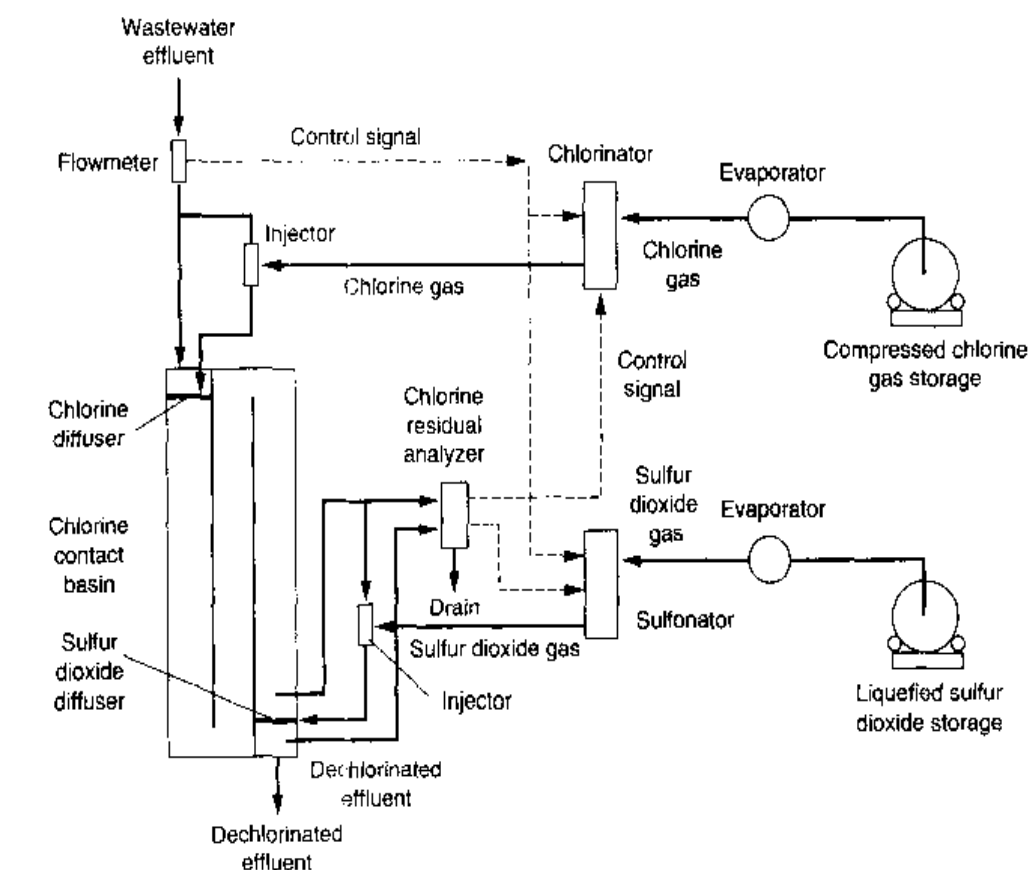 Wastewater
effluent
Control signal
Flowmeter
Chlorinator
Evaporator
Injector
Chlorine gas
Chlorine
gas
Compressed chlorine
gas storage
Control
signal
Chlorine
diffuser
Chlorine
residual
analyzer
Sulfur
dioxide
gas
Evaporator
Chlorine
contact
basin
Drain
Sulfonator
Sulfur dioxide gas
Sulfur
dioxide
diffuser
Injector
Liquefied sulfur
dioxide storage
Dechlorinated
effluent
Dechlorinated
effluent